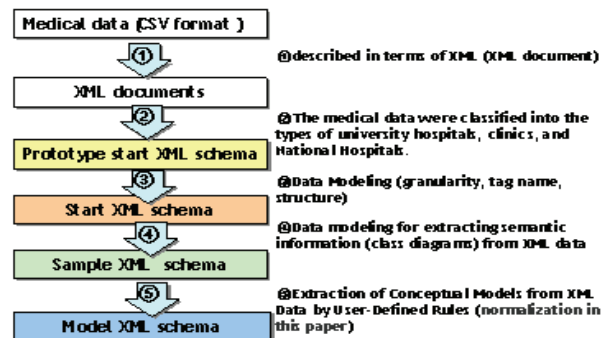 Medical data (CSV format )
①
①described in terms of XML (XML document)
XML documents
②
②The medical data were classified into the
types of university hospitals, clinics, and
National Hospitals.
Prototype start XML schema
③
③Data Modeling (granularity, tag name,
structure)
Start XML schema
④
④Data modeling for extracting semantic
information (class diagrams) from XML data
Sample XML schema
⑤
⑤Extraction of Conceptual Models from XML
Data by User-Defined Rules (normalization in
this paper)
Model XML schema